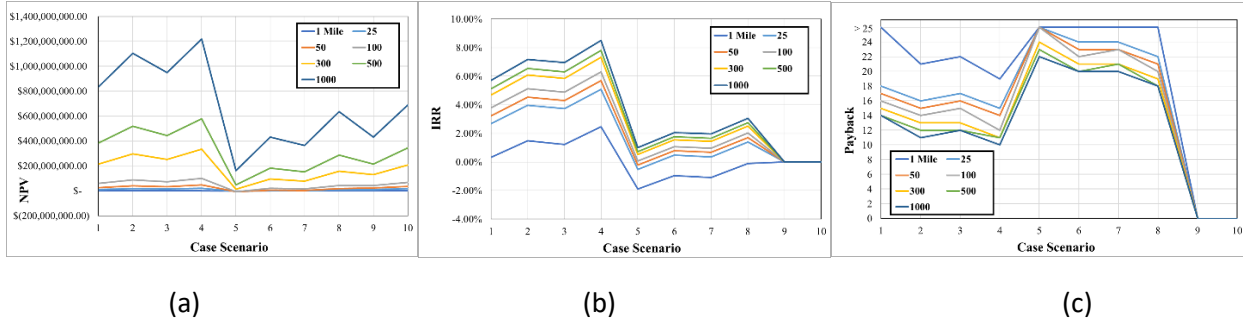 $1,400,000,000.00
$1,200,000,000.00
$1,000,000,000.00
$800,000,000.00
$600,000,000.00
$400,000,000.00
$200,000,000.00
$-
$(200,000,000.00)
NPV
1 2 3 4 5 6 7 8 9 10
Case Scenario
1 Mile 25
50 100
300 500
1000
(a)
10.00%
8.00%
6.00%
4.00%
2.00%
0.00%
-2.00%
-4.00%
IRR
1 2 3 4 5 6 7 8 9 10
Case Scenario
1 Mile 25
50 100
300 500
1000
(b)
> 25
24
22
20
18
16
14
12
10
8
6
4
2
0
Payback
1 2 3 4 5 6 7 8 9 10
Case Scenario
1 Mile 25
50 100
300 500
1000
(c)